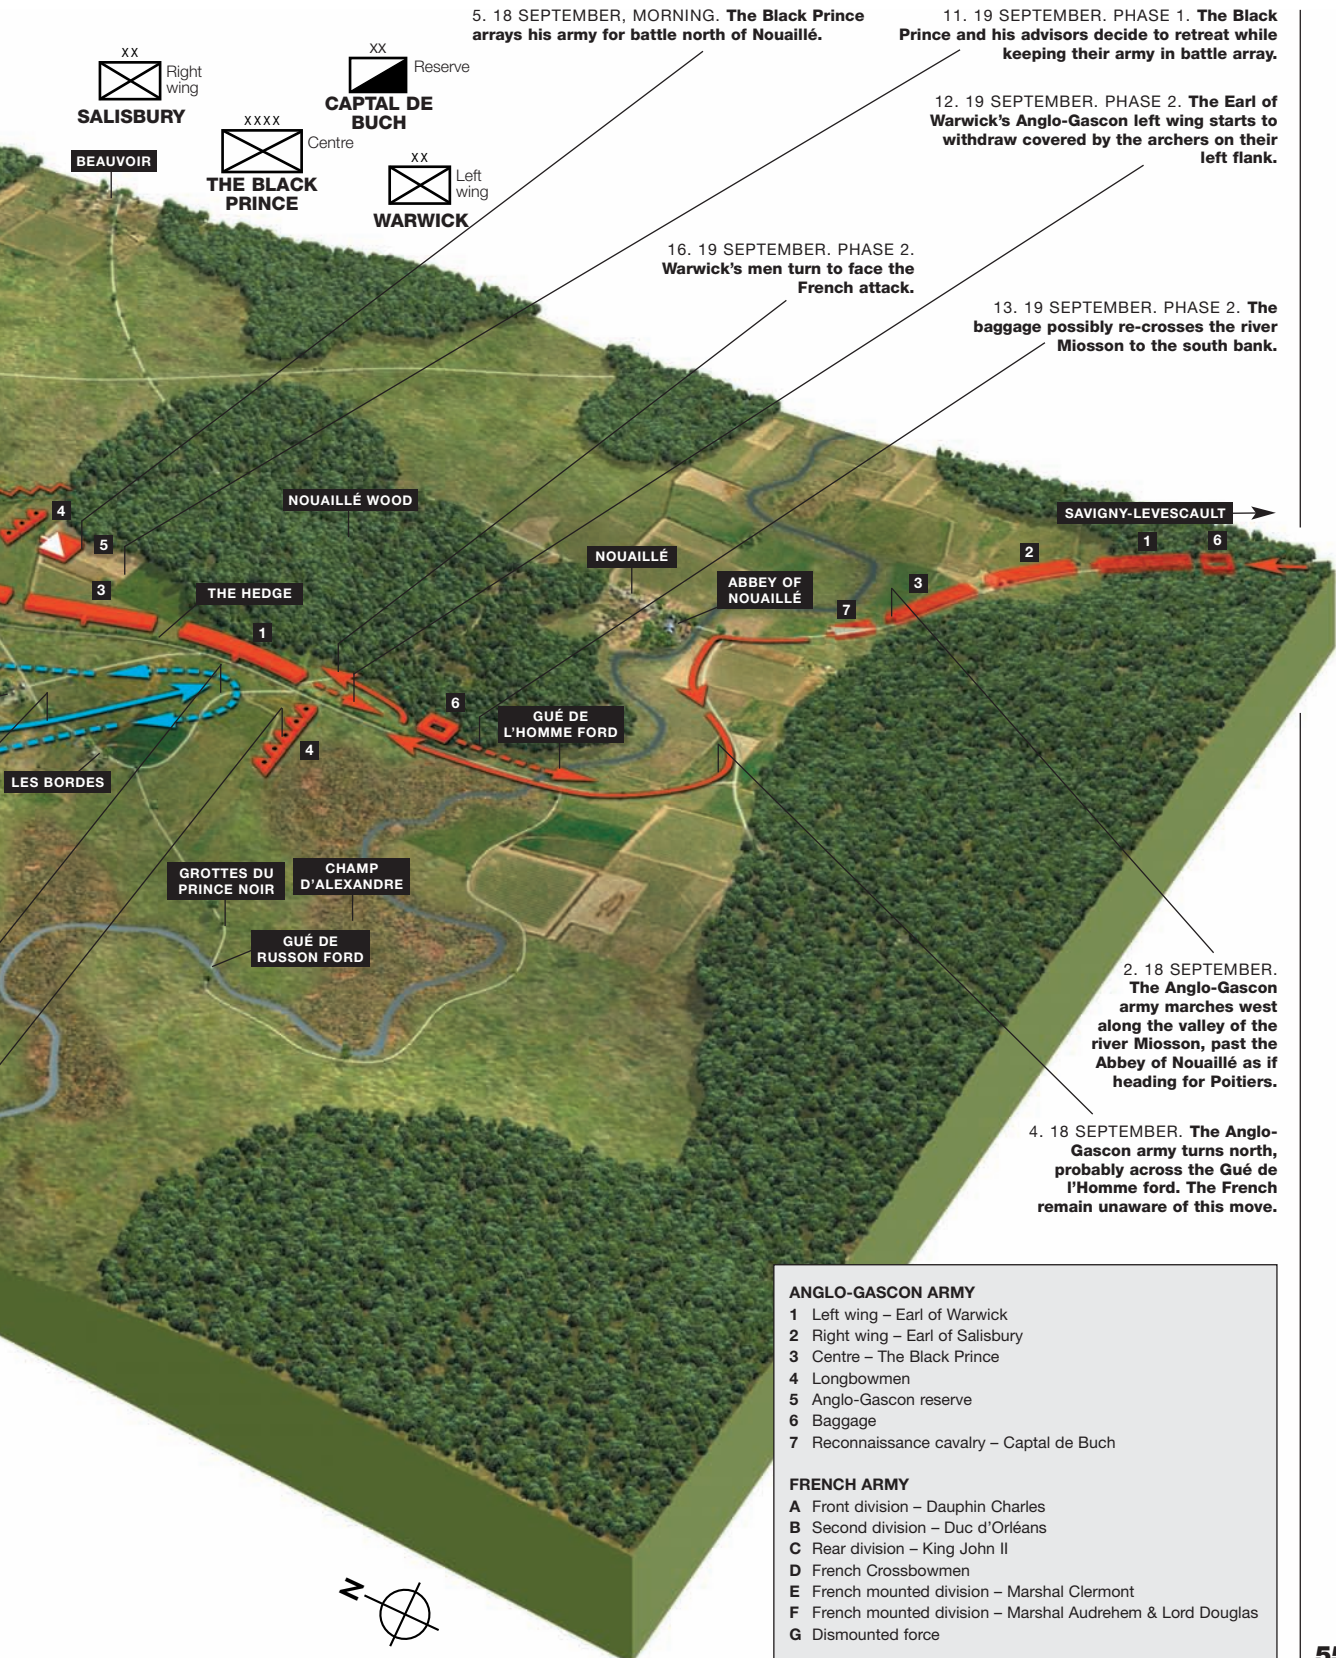 5. 18 SEPTEMBER, MORNING. The Black Prince
arrays his army for battle north of Nouaillé.
11. 19 SEPTEMBER. PHASE 1. The Black
Prince and his advisors decide to retreat while
keeping their army in battle array.
XX
Right
wing
SALISBURY
XX
Reserve
CAPTAL DE
BUCH
XXXX
Centre
THE BLACK
PRINCE
XX
Left
wing
WARWICK
12. 19 SEPTEMBER. PHASE 2. The Earl of
Warwick's Anglo-Gascon left wing starts to
withdraw covered by the archers on their
left flank.
BEAUVOIR
16. 19 SEPTEMBER. PHASE 2.
Warwick's men turn to face the
French attack.
13. 19 SEPTEMBER. PHASE 2. The
baggage possibly re-crosses the river
Miosson to the south bank.
NOUAILLÉ WOOD
4
5
3
THE HEDGE
1
NOUAILLÉ
ABBEY OF
NOUAILLÉ
SAVIGNY-LEVESCAULT
6
1
2
3
7
6
GUÉ DE
L'HOMME FORD
4
LES BORDES
GROTTES DU
PRINCE NOIR
CHAMP
D'ALEXANDRE
GUÉ DE
RUSSON FORD
2. 18 SEPTEMBER.
The Anglo-Gascon
army marches west
along the valley of the
river Miosson, past the
Abbey of Nouaillé as if
heading for Poitiers.
4. 18 SEPTEMBER. The Anglo-
Gascon army turns north,
probably across the Gué de
l'Homme ford. The French
remain unaware of this move.
ANGLO-GASCON ARMY
1 Left wing – Earl of Warwick
2 Right wing – Earl of Salisbury
3 Centre – The Black Prince
4 Longbowmen
5 Anglo-Gascon reserve
6 Baggage
7 Reconnaissance cavalry – Captal de Buch
FRENCH ARMY
A Front division – Dauphin Charles
B Second division – Duc d'Orléans
C Rear division – King John II
D French Crossbowmen
E French mounted division – Marshal Clermont
F French mounted division – Marshal Audrehem & Lord Douglas
G Dismounted force
N
55